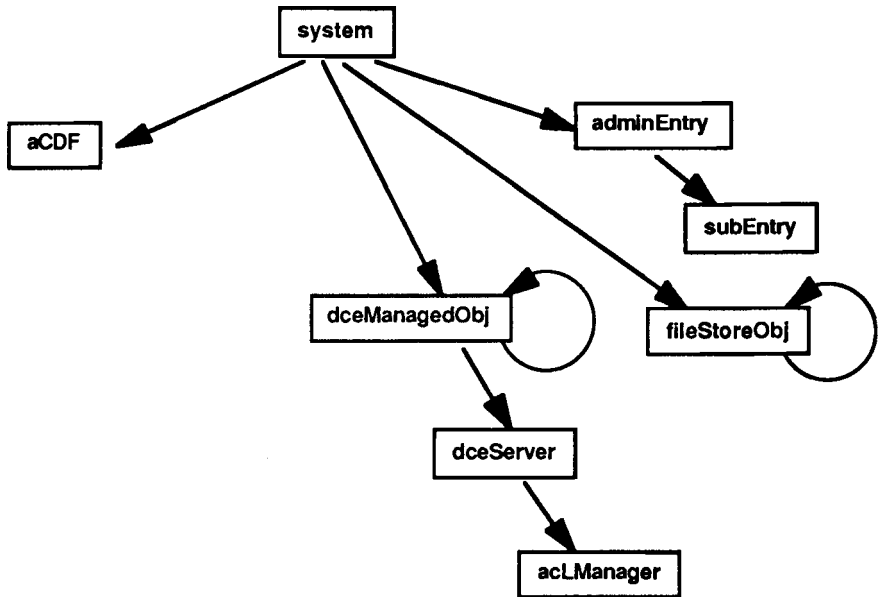 system
adminEntry
aCDF
subEntry
dceManagedObj
fileStoreObj
dceServer
acLManager